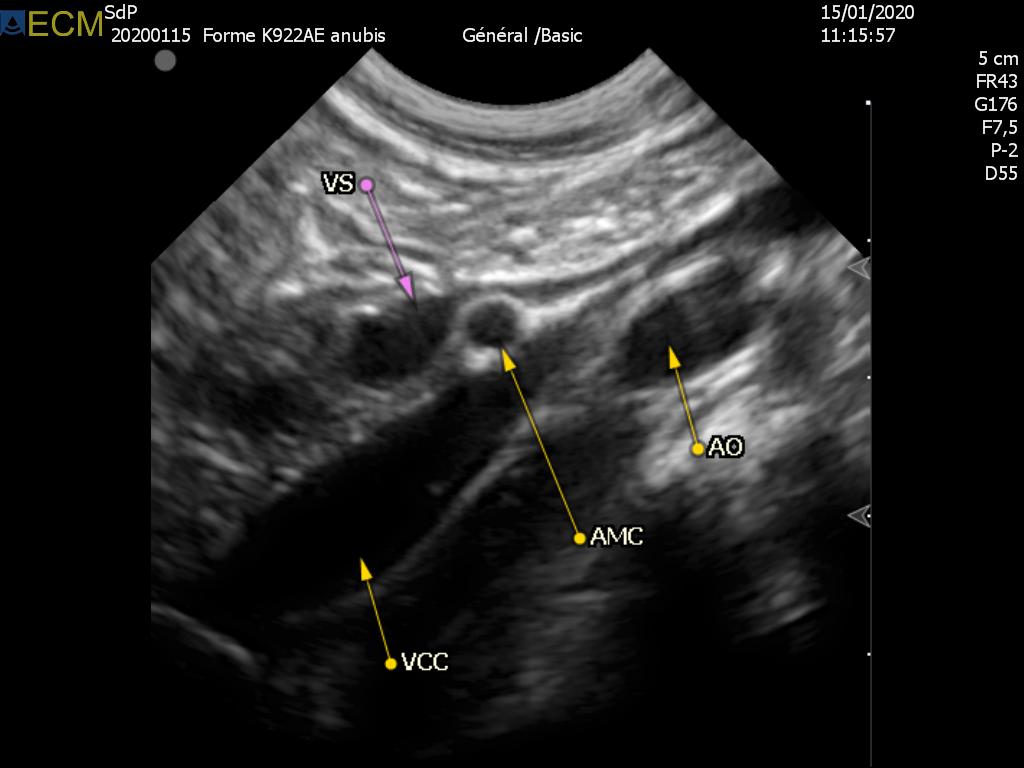 ECM
SdP
20200115 Forme K922AE anubis
Général /Basic
15/01/2020
11:15:57
5 cm
FR43
G176
F7,5
P-2
D55
VS
AO
AMC
VCC